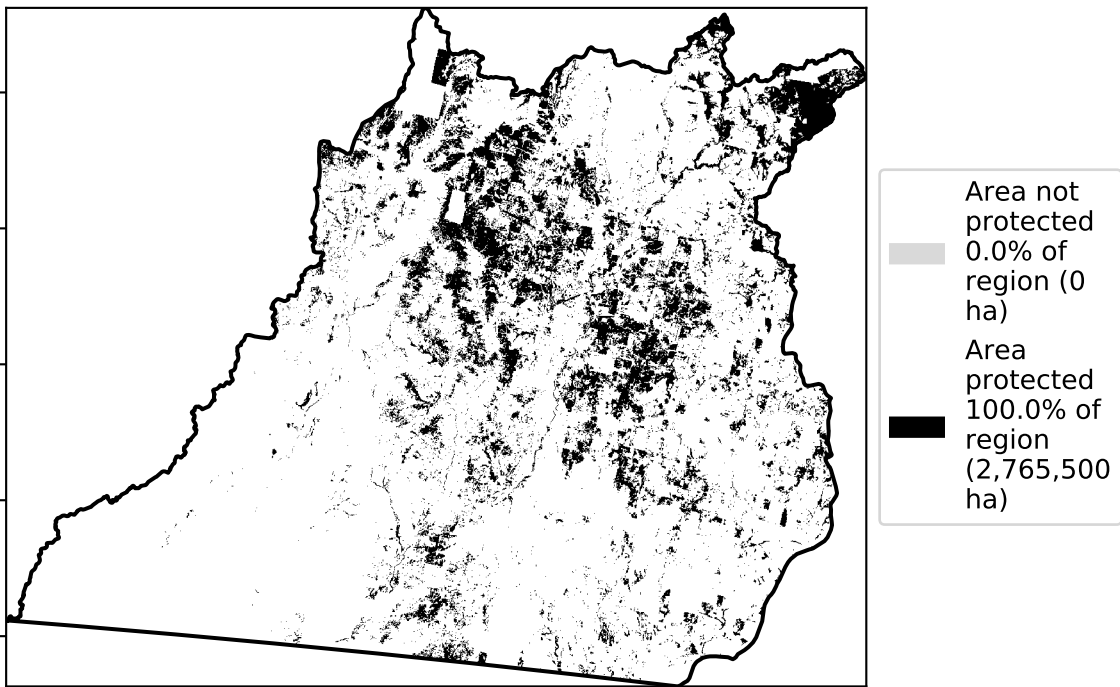 Area not
protected
0.0% of
region (0
ha)
Area
protected
100.0% of
region
(2,765,500
ha)